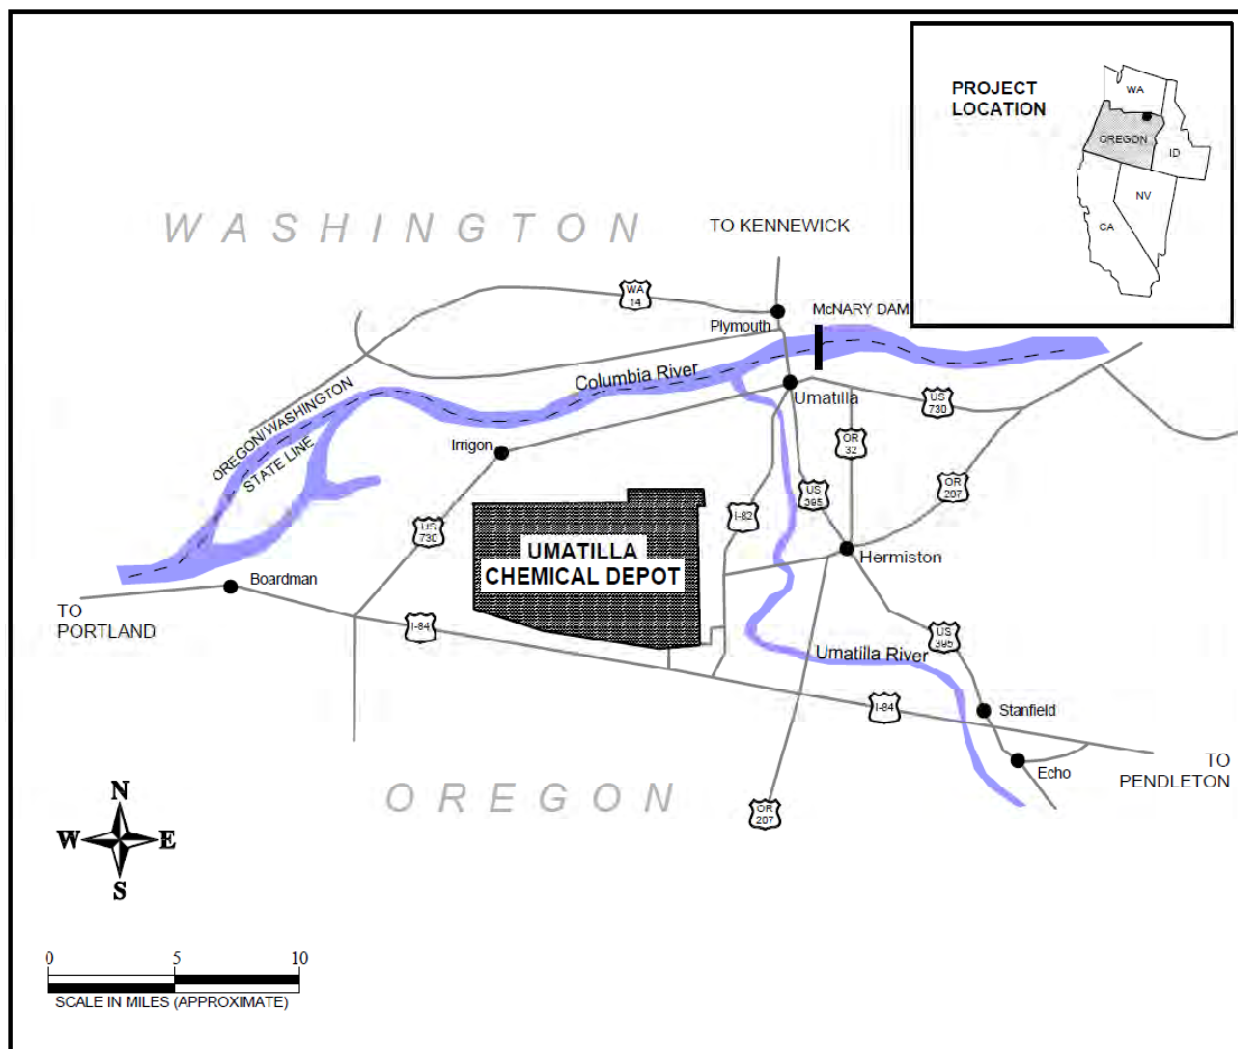 PROJECT
LOCATION
WA
OREGON
ID
NV
CA
WASHINGTON
TO KENNEWICK
WA
14
McNARY DAM
Plymouth
Columbia River
Umatilla
US
730
OREGON/WASHINGTON
STATE LINE
Irrigon
OR
32
US
395
OR
207
I-82
US
730
UMATILLA
CHEMICAL DEPOT
Hermiston
Boardman
TO
PORTLAND
I-84
US
395
Umatilla River
I-84
Stanfield
Echo
TO
PENDLETON
OREGON
OR
207
N
W E
S
0 5 10
SCALE IN MILES (APPROXIMATE)